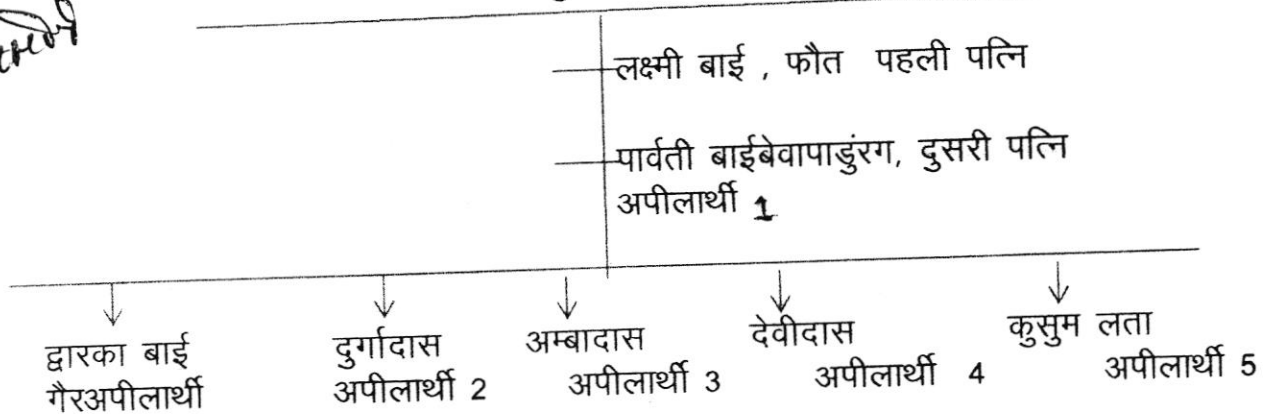 लक्ष्मी बाई , फौत पहली पत्नि
पार्वती बाईबेवापाडुंरग, दुसरी पत्नि
अपीलार्थी 1
द्वारका बाई दुर्गादास अम्बादास देवीदास कुसुम लता
गैरअपीलार्थी अपीलार्थी 2 अपीलार्थी 3 अपीलार्थी 4 अपीलार्थी 5